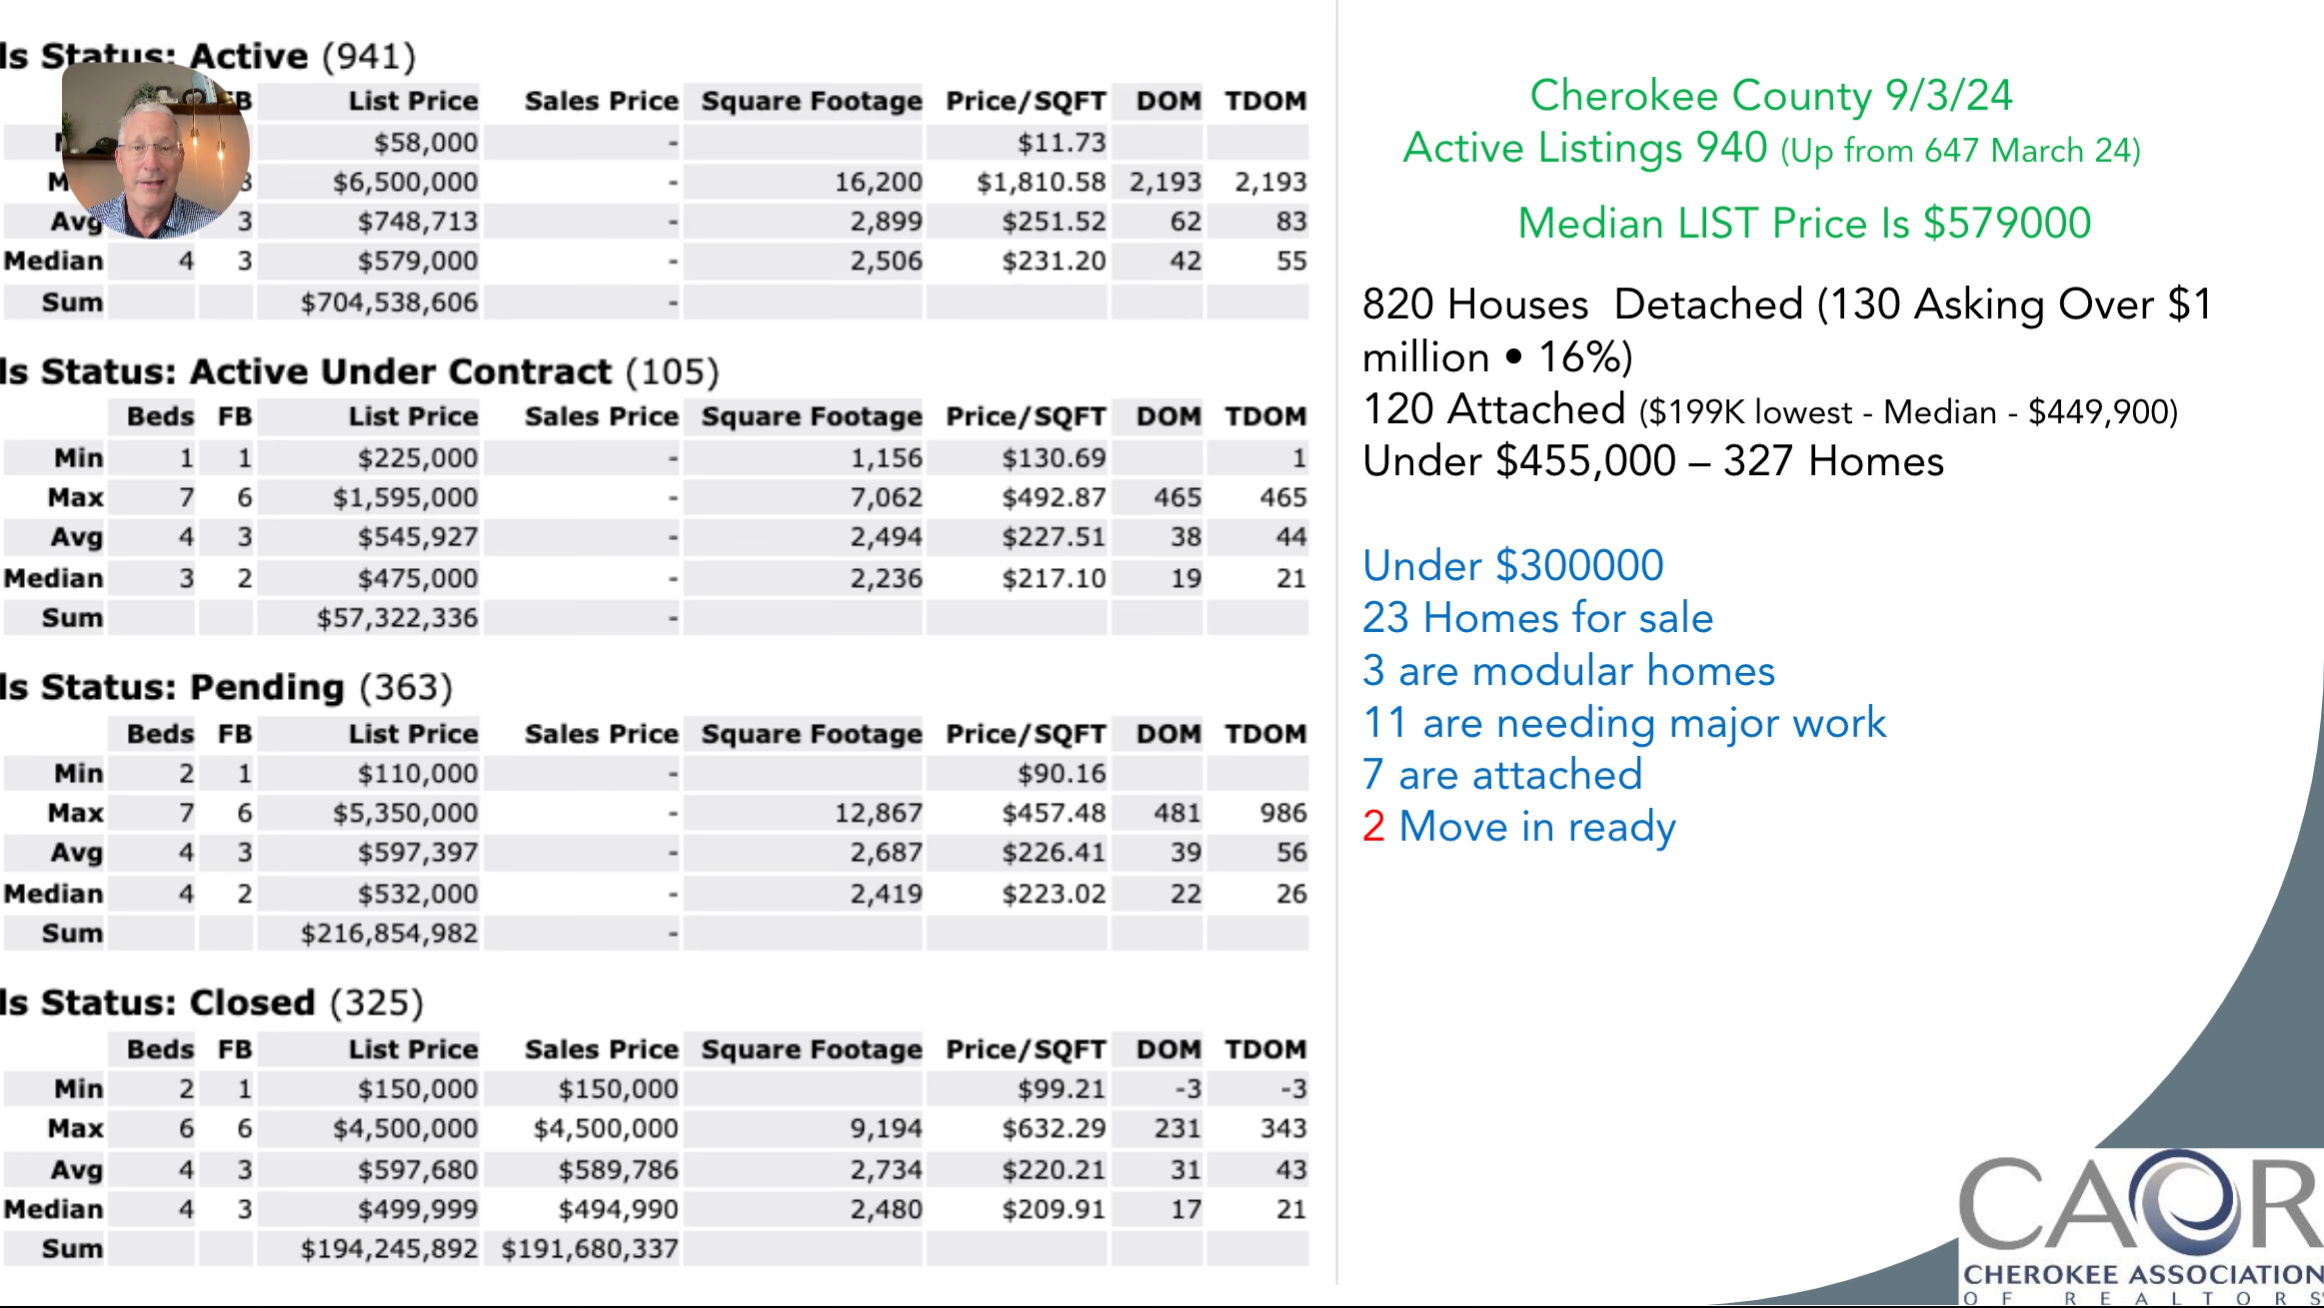 ls Status: Active (941)
FB List Price Sales Price Square Footage Price/SQFT DOM TDOM
$58,000 - $11.73
M $6,500,000 - 16,200 $1,810.58 2,193 2,193
Avg 3 $748,713 - 2,899 $251.52 62 83
Median 4 3 $579,000 - 2,506 $231.20 42 55
Sum $704,538,606 -
ls Status: Active Under Contract (105)
Beds FB List Price Sales Price Square Footage Price/SQFT DOM TDOM
Min 1 1 $225,000 - 1,156 $130.69 1
Max 7 6 $1,595,000 - 7,062 $492.87 465 465
Avg 4 3 $545,927 - 2,494 $227.51 38 44
Median 3 2 $475,000 - 2,236 $217.10 19 21
Sum $57,322,336 -
ls Status: Pending (363)
Beds FB List Price Sales Price Square Footage Price/SQFT DOM TDOM
Min 2 1 $110,000 - $90.16
Max 7 6 $5,350,000 - 12,867 $457.48 481 986
Avg 4 3 $597,397 - 2,687 $226.41 39 56
Median 4 2 $532,000 - 2,419 $223.02 22 26
Sum $216,854,982 -
ls Status: Closed (325)
Beds FB List Price Sales Price Square Footage Price/SQFT DOM TDOM
Min 2 1 $150,000 $150,000 $99.21 -3 -3
Max 6 6 $4,500,000 $4,500,000 9,194 $632.29 231 343
Avg 4 3 $597,680 $589,786 2,734 $220.21 31 43
Median 4 3 $499,999 $494,990 2,480 $209.91 17 21
Sum $194,245,892 $191,680,337
Cherokee County 9/3/24
Active Listings 940 (Up from 647 March 24)
Median LIST Price Is $579000
820 Houses Detached (130 Asking Over $1
million • 16%)
120 Attached ($199K lowest - Median - $449,900)
Under $455,000 – 327 Homes
Under $300000
23 Homes for sale
3 are modular homes
11 are needing major work
7 are attached
2 Move in ready
CAOR
CHEROKEE ASSOCIATION
OF REALTORS